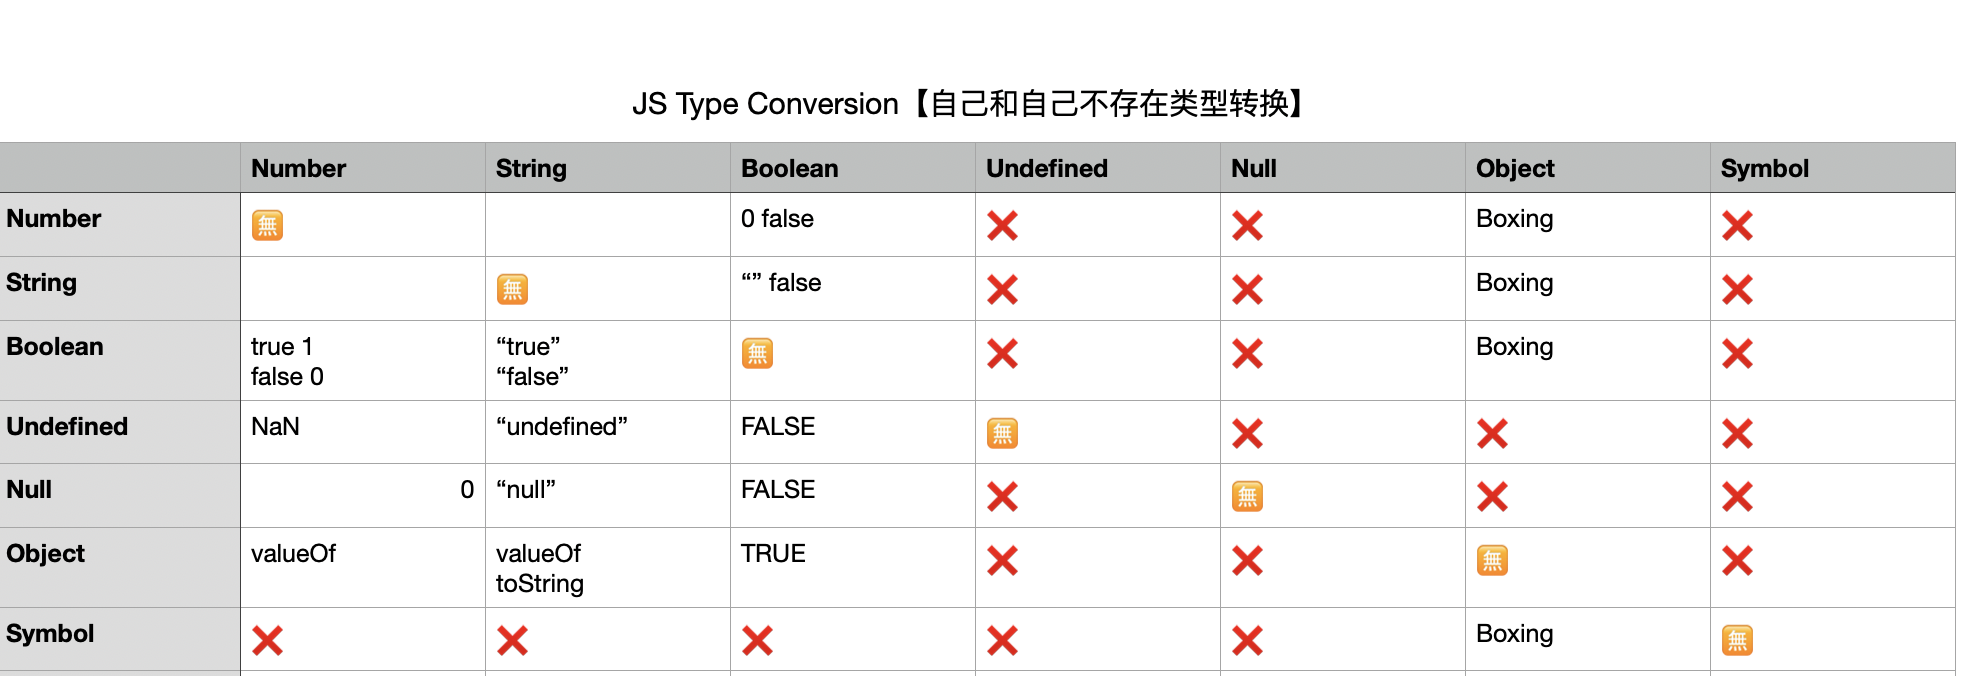 JS Type Conversion【自己和自己不存在类型转换】
Number String Boolean Undefined Null Object Symbol
Number 🈚 0 false ❌ ❌ Boxing ❌
String 🈚 “” false ❌ ❌ Boxing ❌
Boolean true 1 “true” 🈚 ❌ ❌ Boxing ❌
false 0 “false”
Undefined NaN “undefined” FALSE 🈚 ❌ ❌ ❌
Null 0 “null” FALSE ❌ 🈚 ❌ ❌
Object valueOf valueOf TRUE ❌ ❌ 🈚 ❌
toString
Symbol ❌ ❌ ❌ ❌ ❌ Boxing 🈚